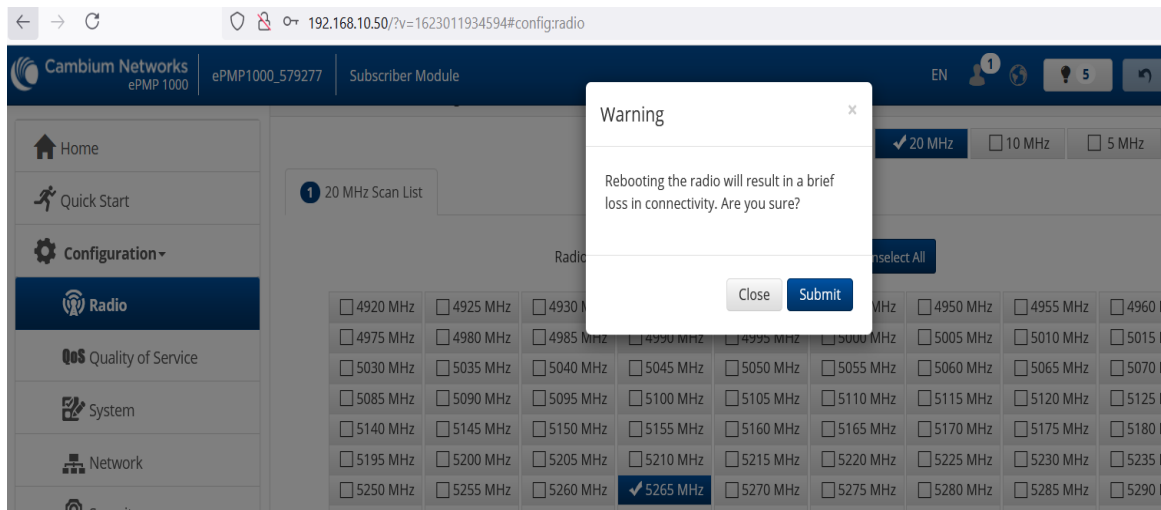 192.168.10.50/?v=1623011934594#config:radio
Cambium Networks
ePMP 1000
ePMP1000_579277
Subscriber Module
EN
1
5
Warning
×
Rebooting the radio will result in a brief
loss in connectivity. Are you sure?
Close
Submit
Home
Quick Start
Configuration
Radio
QoS Quality of Service
System
Network
20 MHz
10 MHz
5 MHz
1 20 MHz Scan List
All
4920 MHz 4925 MHz 4930 4950 MHz 4955 MHz 4960
4975 MHz 4980 MHz 4985 MHz 4990 MHz 4995 MHz 5000 MHz 5005 MHz 5010 MHz 5015
5030 MHz 5035 MHz 5040 MHz 5045 MHz 5050 MHz 5055 MHz 5060 MHz 5065 MHz 5070
5085 MHz 5090 MHz 5095 MHz 5100 MHz 5105 MHz 5110 MHz 5115 MHz 5120 MHz 5125
5140 MHz 5145 MHz 5150 MHz 5155 MHz 5160 MHz 5165 MHz 5170 MHz 5175 MHz 5180
5195 MHz 5200 MHz 5205 MHz 5210 MHz 5215 MHz 5220 MHz 5225 MHz 5230 MHz 5235
5250 MHz 5255 MHz 5260 MHz 5265 MHz 5270 MHz 5275 MHz 5280 MHz 5285 MHz 5290